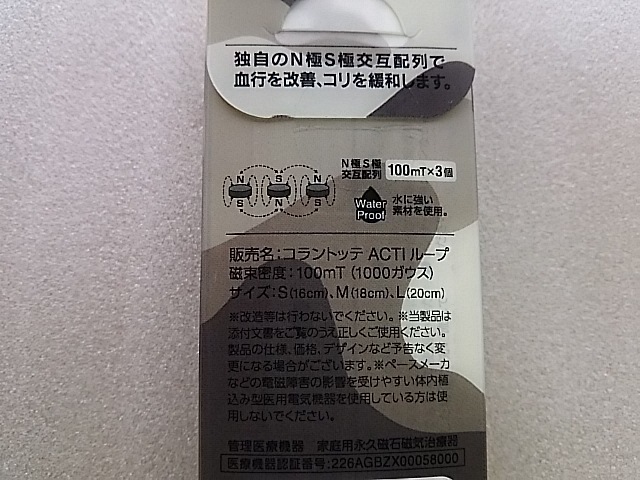 独自のN極S極交互配列で
血行を改善、コリを緩和します。
N極S極
交互配列 100mT×3個
N S N
S N S
Water
Proof
水に強い
素材を使用。
販売名:コラントッテ ACTI ループ
磁束密度:100mT (1000ガウス)
サイズ:S(16cm)、M(18cm)、L(20cm)
※改造等は行わないでください。※当製品は
添付文書をご覧のうえ正しくご使用ください。
製品の仕様、価格、デザインなど予告なく変
更になる場合がございます。※ペースメーカ
などの電磁障害の影響を受けやすい体内植
込み型医用電気機器を使用している方は使
用しないでください。
管理医療機器 家庭用永久磁石磁気治療器
医療機器認証番号:226AGBZX00058000